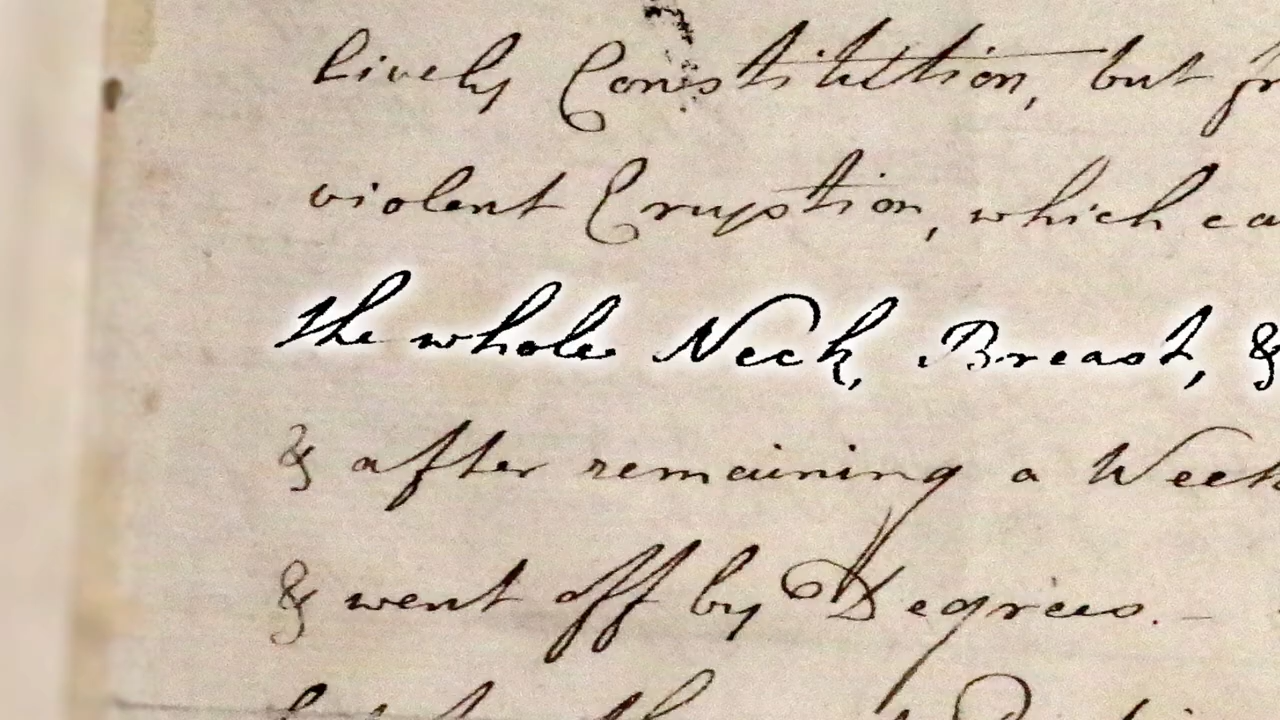 lively Constitution, but
violent Eruption, which
the whole Neck, Breast, &
& after remaining a Week
& went off by Degrees. -